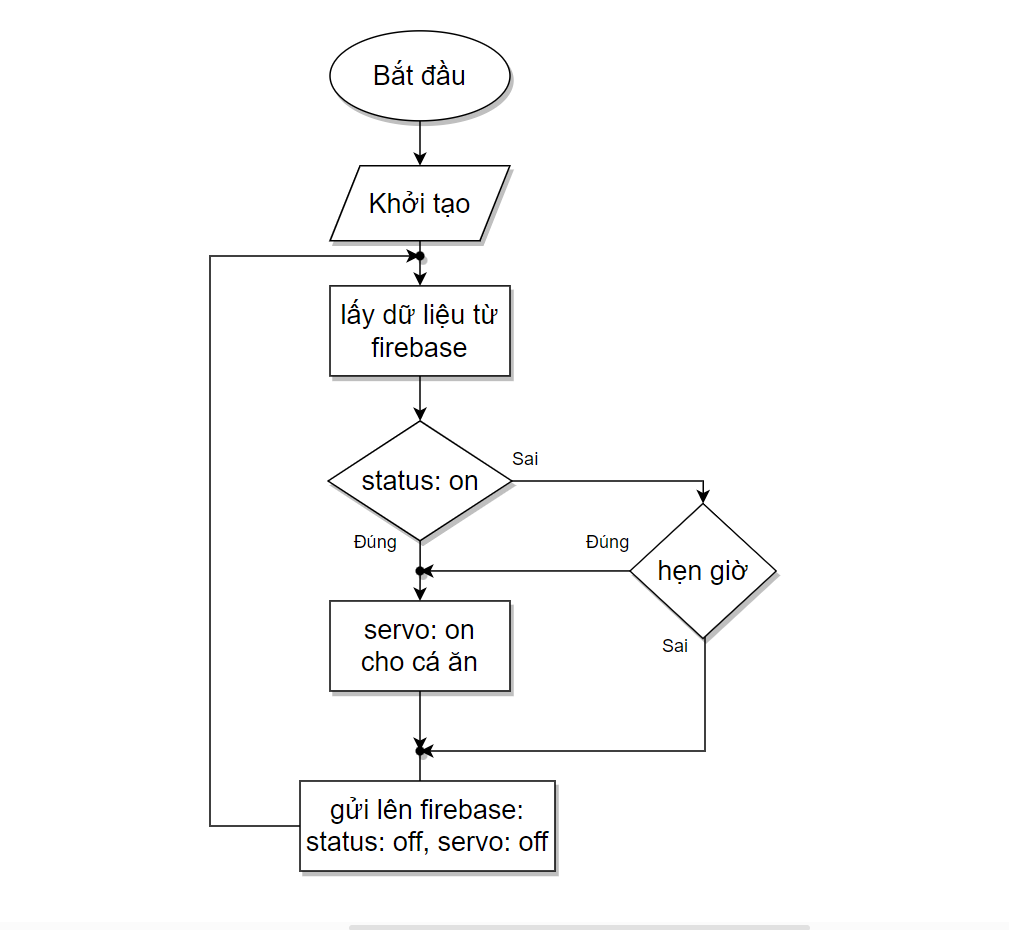 Bắt đầu
Khởi tạo
lấy dữ liệu từ
firebase
status: on
Sai
Đúng
Đúng
hẹn giờ
Sai
servo: on
cho cá ăn
gửi lên firebase:
status: off, servo: off